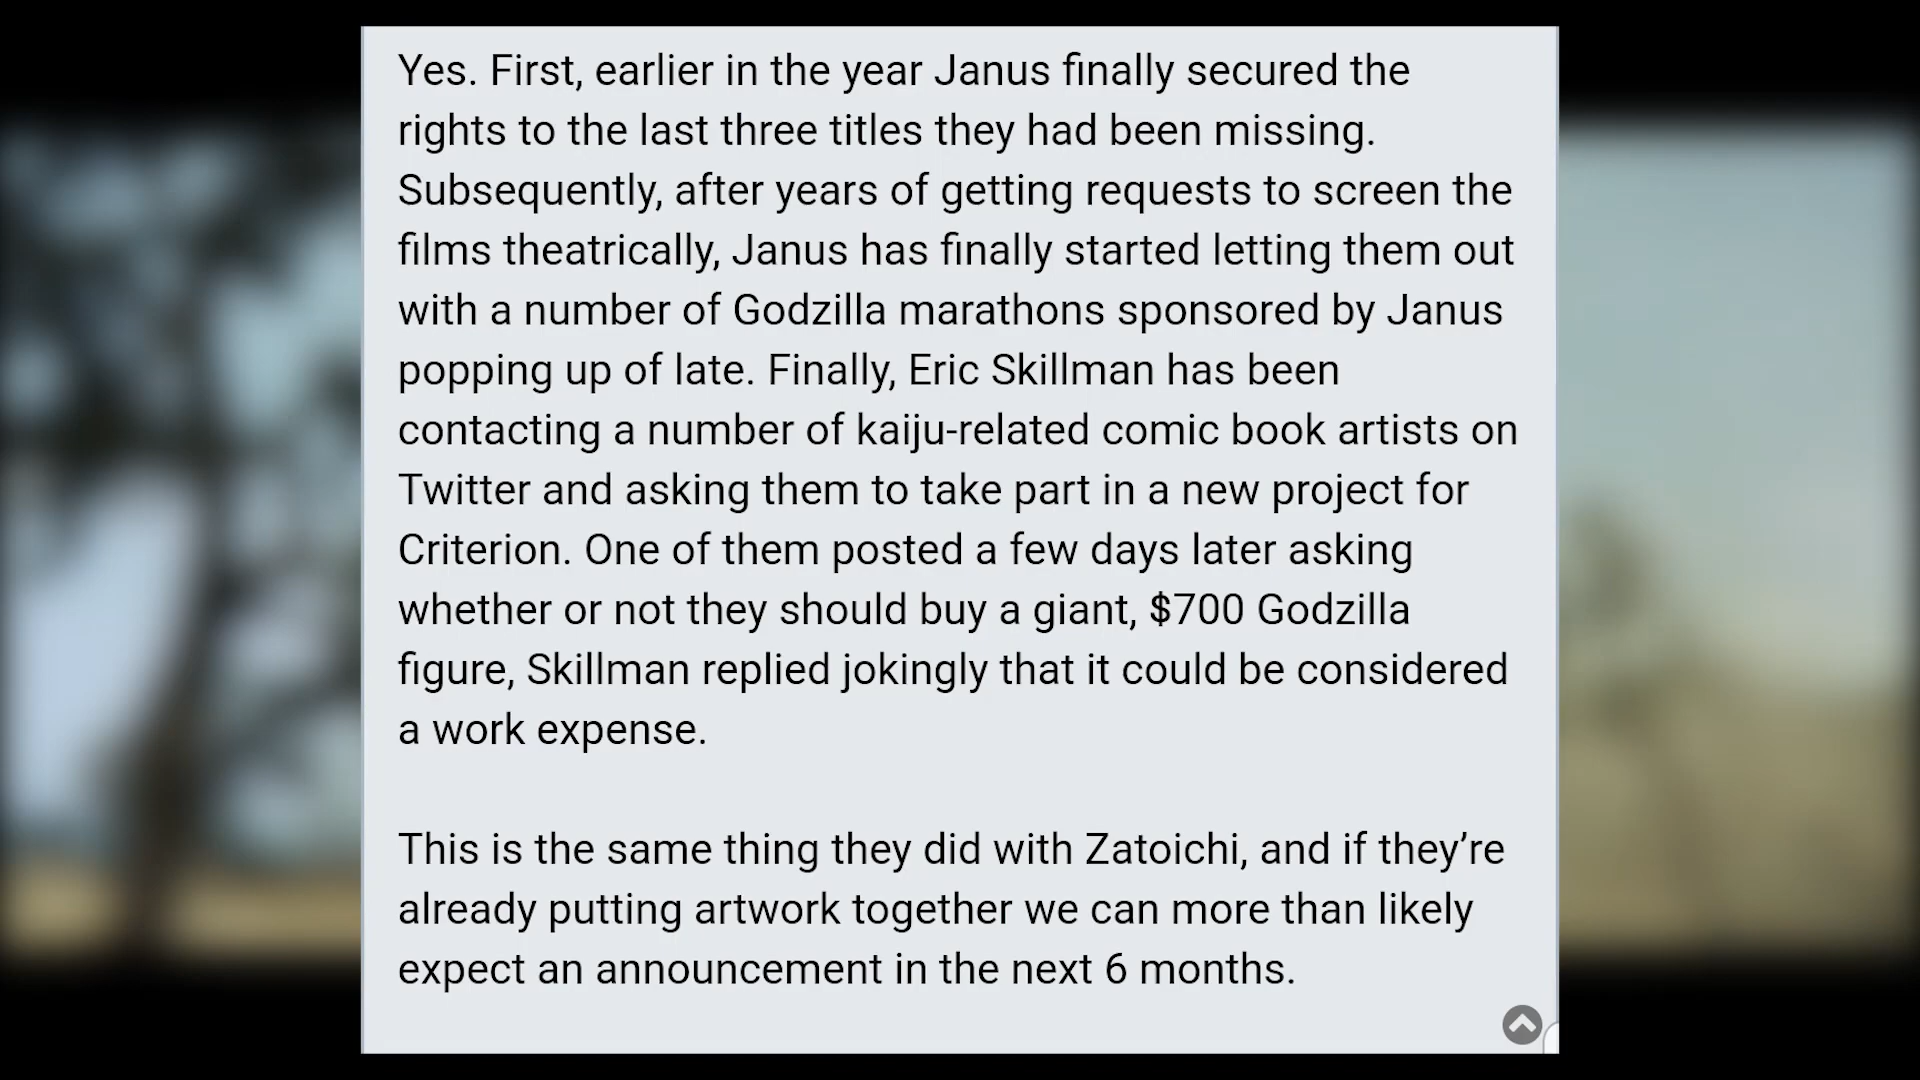 Yes. First, earlier in the year Janus finally secured the
rights to the last three titles they had been missing.
Subsequently, after years of getting requests to screen the
films theatrically, Janus has finally started letting them out
with a number of Godzilla marathons sponsored by Janus
popping up of late. Finally, Eric Skillman has been
contacting a number of kaiju-related comic book artists on
Twitter and asking them to take part in a new project for
Criterion. One of them posted a few days later asking
whether or not they should buy a giant, $700 Godzilla
figure, Skillman replied jokingly that it could be considered
a work expense.
This is the same thing they did with Zatoichi, and if they’re
already putting artwork together we can more than likely
expect an announcement in the next 6 months.